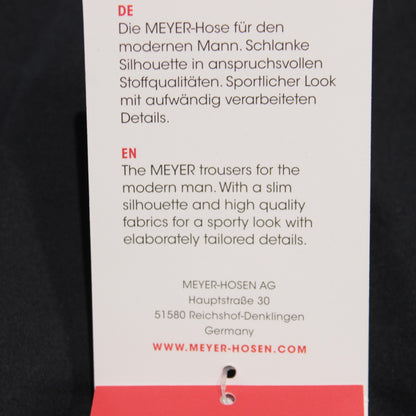 DE
Die MEYER-Hose für den
modernen Mann. Schlanke
Silhouette in anspruchsvollen
Stoffqualitäten. Sportlicher Look
mit aufwändig verarbeiteten
Details.
EN
The MEYER trousers for the
modern man. With a slim
silhouette and high quality
fabrics for a sporty look with
elaborately tailored details.
MEYER-HOSEN AG
Hauptstraße 30
51580 Reichshof-Denklingen
Germany
WWW.MEYER-HOSEN.COM